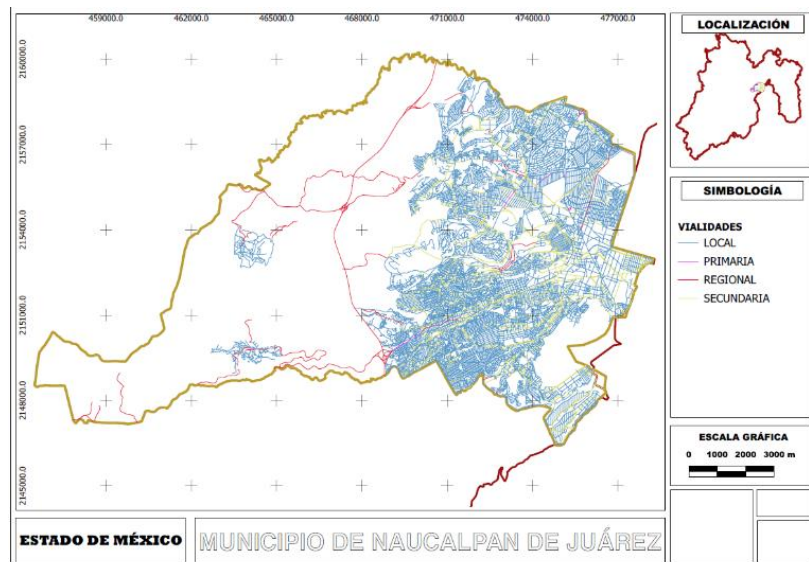 459000.0 462000.0 465000.0 468000.0 471000.0 474000.0 477000.0
2160000.0
2157000.0
2154000.0
2151000.0
2148000.0
2145000.0
LOCALIZACIÓN
SIMBOLOGÍA
VIALIDADES
LOCAL
PRIMARIA
REGIONAL
SECUNDARIA
ESCALA GRÁFICA
0 1000 2000 3000 m
ESTADO DE MÉXICO
MUNICIPIO DE NAUCALPAN DE JUÁREZ